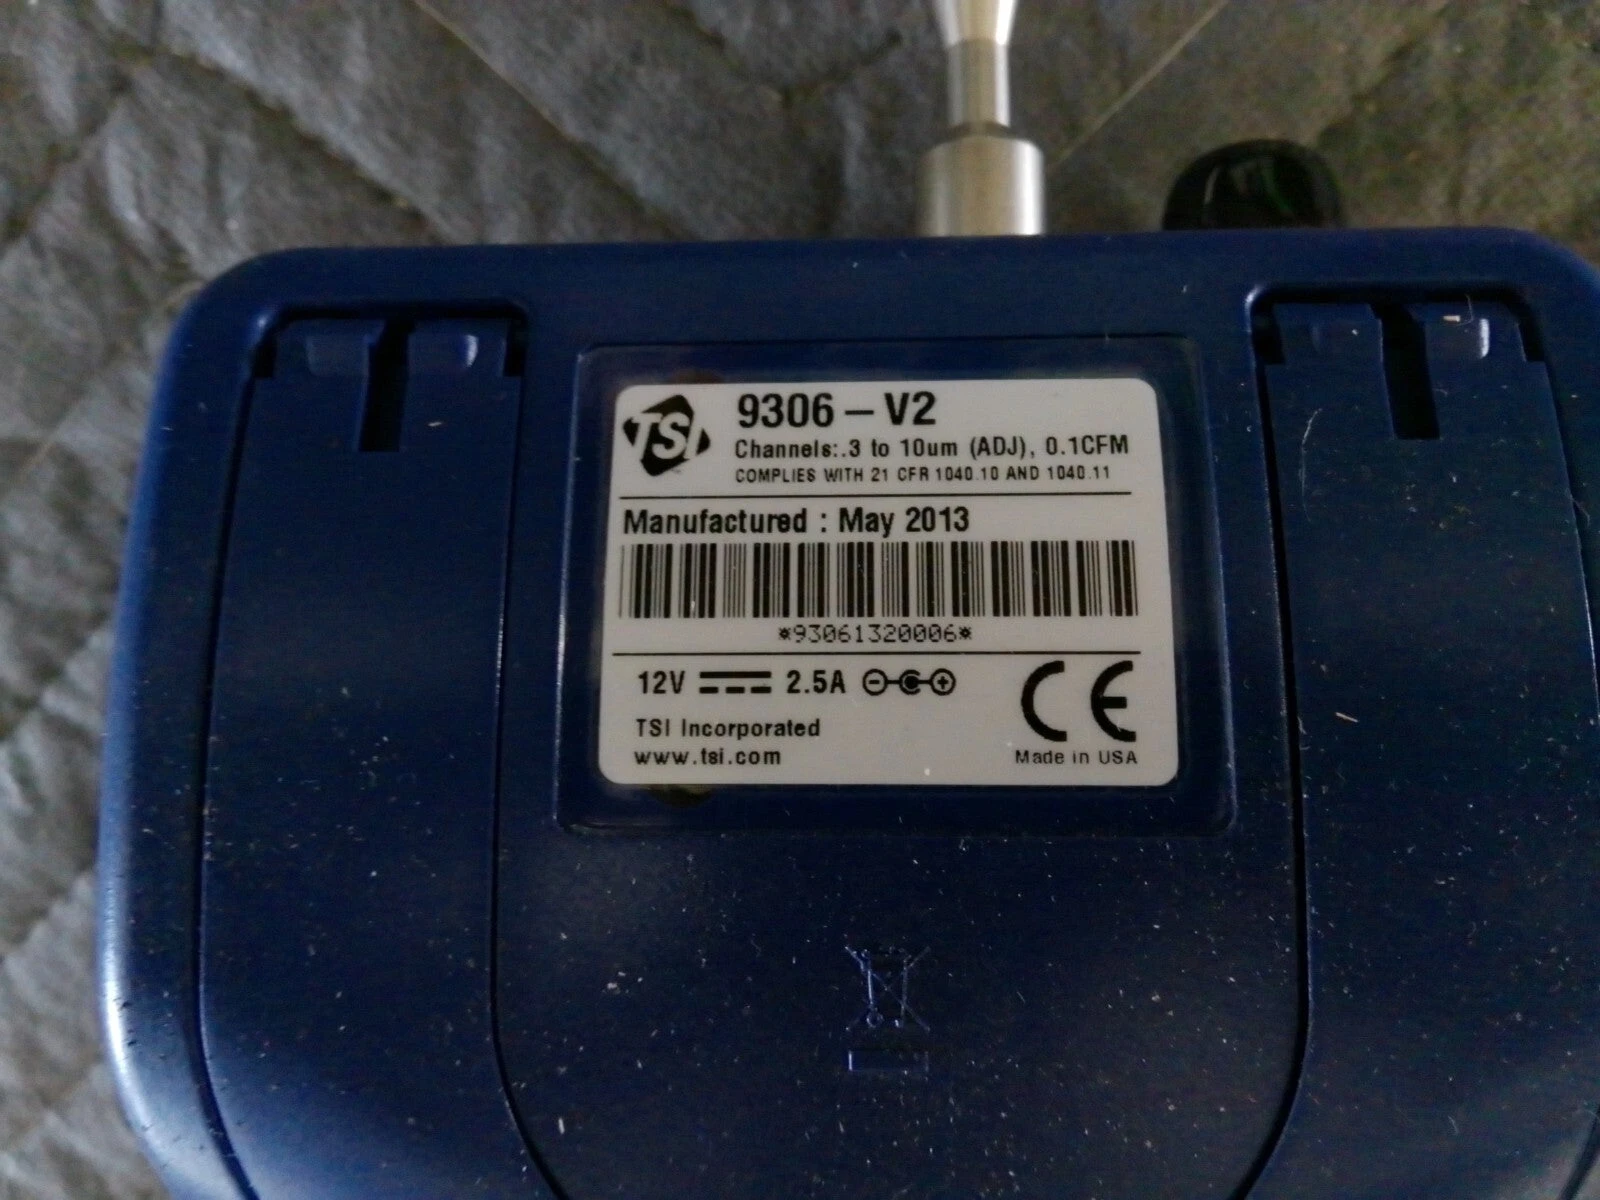 TSI
9306 – V2
Channels:.3 to 10um (ADJ), 0.1CFM
COMPLIES WITH 21 CFR 1040.10 AND 1040.11
Manufactured : May 2013
*93061320006*
12V 2.5A
TSI Incorporated
www.tsi.com
CE
Made in USA